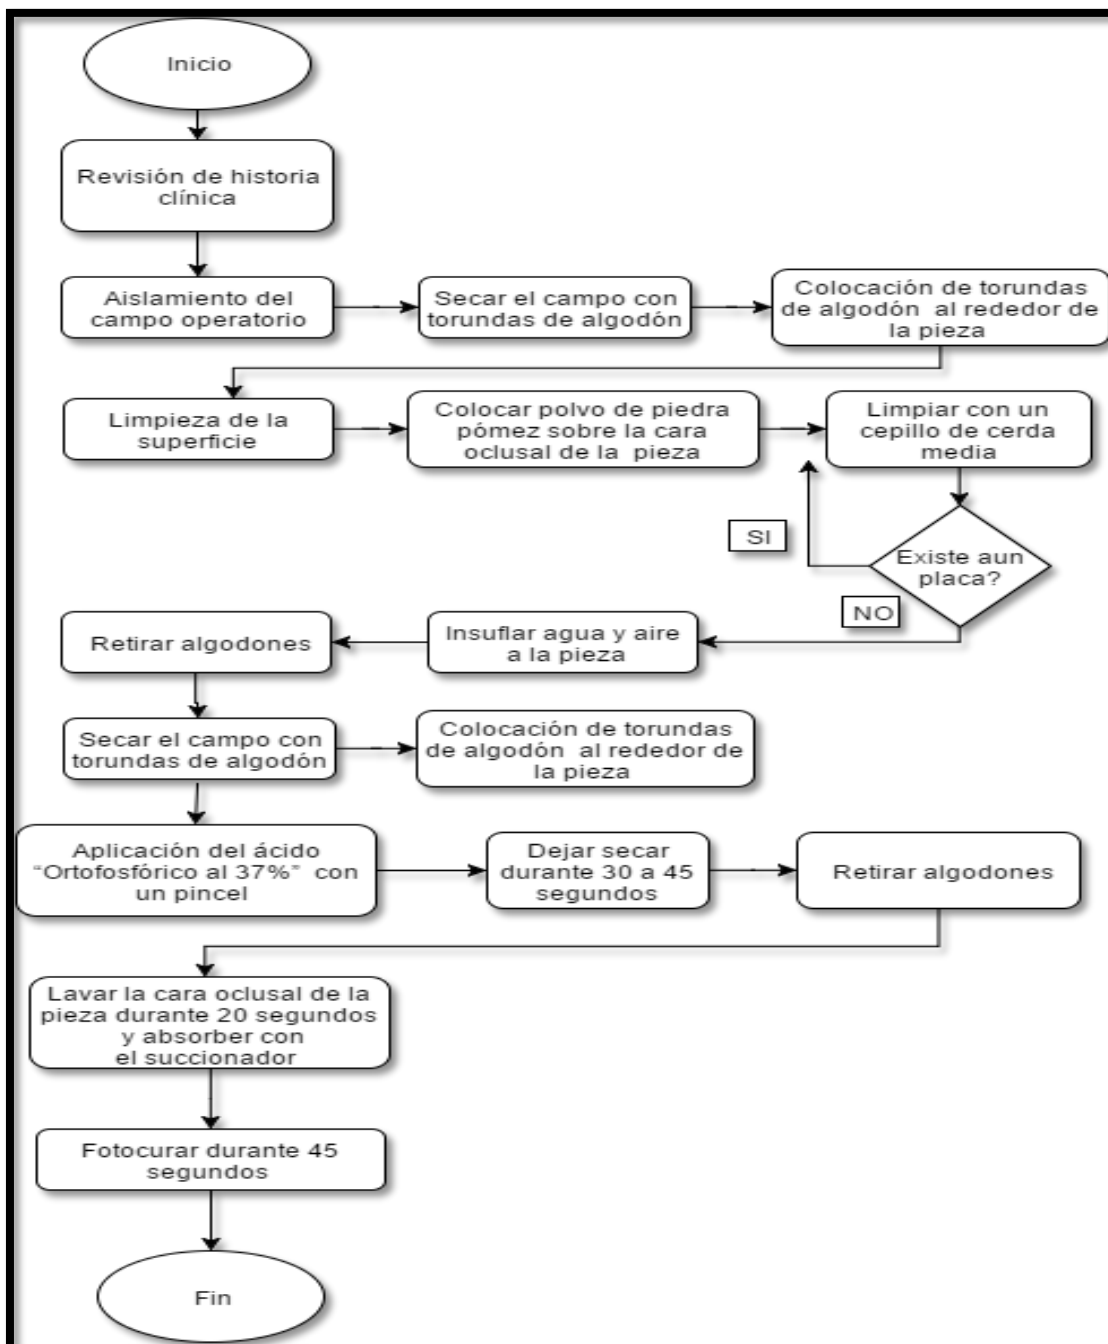 Inicio
Revisión de historia
clínica
Aislamiento del
campo operatorio
Secar el campo con
torundas de algodón
Colocación de torundas
de algodón al rededor de
la pieza
Limpieza de la
superficie
Colocar polvo de piedra
pómez sobre la cara
oclusal de la pieza
Limpiar con un
cepillo de cerda
media
Existe aun
placa?
SI
NO
Insuflar agua y aire
a la pieza
Retirar algodones
Secar el campo con
torundas de algodón
Colocación de torundas
de algodón al rededor de
la pieza
Aplicación del ácido
“Ortofosfórico al 37%” con
un pincel
Dejar secar
durante 30 a 45
segundos
Retirar algodones
Lavar la cara oclusal de la
pieza durante 20 segundos
y absorber con
el succionador
Fotocurar durante 45
segundos
Fin